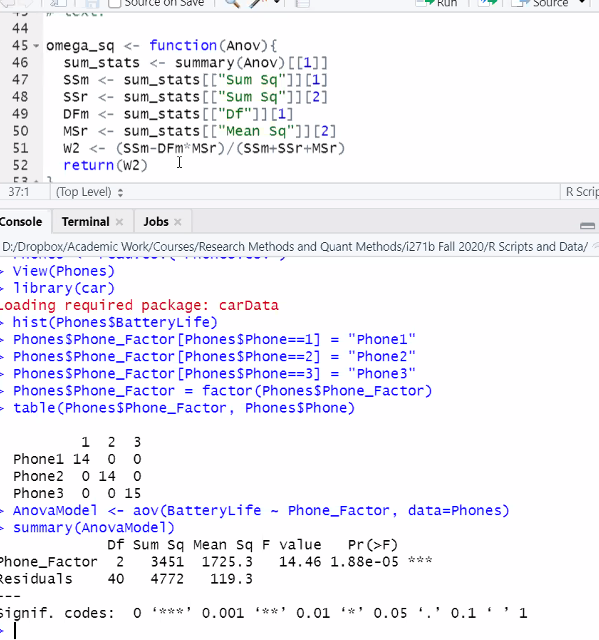 Source on Save
Run
Source
# text.
44
45 omega_sq <- function(Anov){
46 sum_stats <- summary(Anov)[[1]]
47 SSm <- sum_stats[["Sum Sq"]][1]
48 SSr <- sum_stats[["Sum Sq"]][2]
49 DFm <- sum_stats[["Df"]][1]
50 MSr <- sum_stats[["Mean Sq"]][2]
51 W2 <- (SSm-DFm*MSr)/(SSm+SSr+MSr)
52 return(W2)
53 }
37:1 (Top Level) R Scrip
Console Terminal Jobs
D:/Dropbox/Academic Work/Courses/Research Methods and Quant Methods/i271b Fall 2020/R Scripts and Data/
> View(Phones)
> library(car)
Loading required package: carData
> hist(Phones$BatteryLife)
> Phones$Phone_Factor[Phones$Phone==1] = "Phone1"
> Phones$Phone_Factor[Phones$Phone==2] = "Phone2"
> Phones$Phone_Factor[Phones$Phone==3] = "Phone3"
> Phones$Phone_Factor = factor(Phones$Phone_Factor)
> table(Phones$Phone_Factor, Phones$Phone)
1 2 3
Phone1 14 0 0
Phone2 0 14 0
Phone3 0 0 15
> AnovaModel <- aov(BatteryLife ~ Phone_Factor, data=Phones)
> summary(AnovaModel)
Df Sum Sq Mean Sq F value Pr(>F)
Phone_Factor 2 3451 1725.3 14.46 1.88e-05 ***
Residuals 40 4772 119.3
---
Signif. codes: 0 ‘***’ 0.001 ‘**’ 0.01 ‘*’ 0.05 ‘.’ 0.1 ‘ ’ 1
>